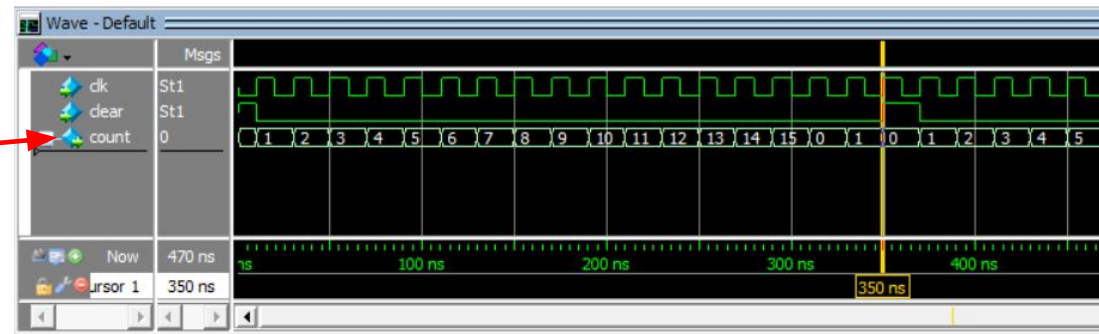 Wave - Default
Msgs
clk St1
clear St1
count 0 1 2 3 4 5 6 7 8 9 10 11 12 13 14 15 0 1 0 1 2 3 4 5
Now 470 ns ns 100 ns 200 ns 300 ns 400 ns
ursor 1 350 ns 350 ns